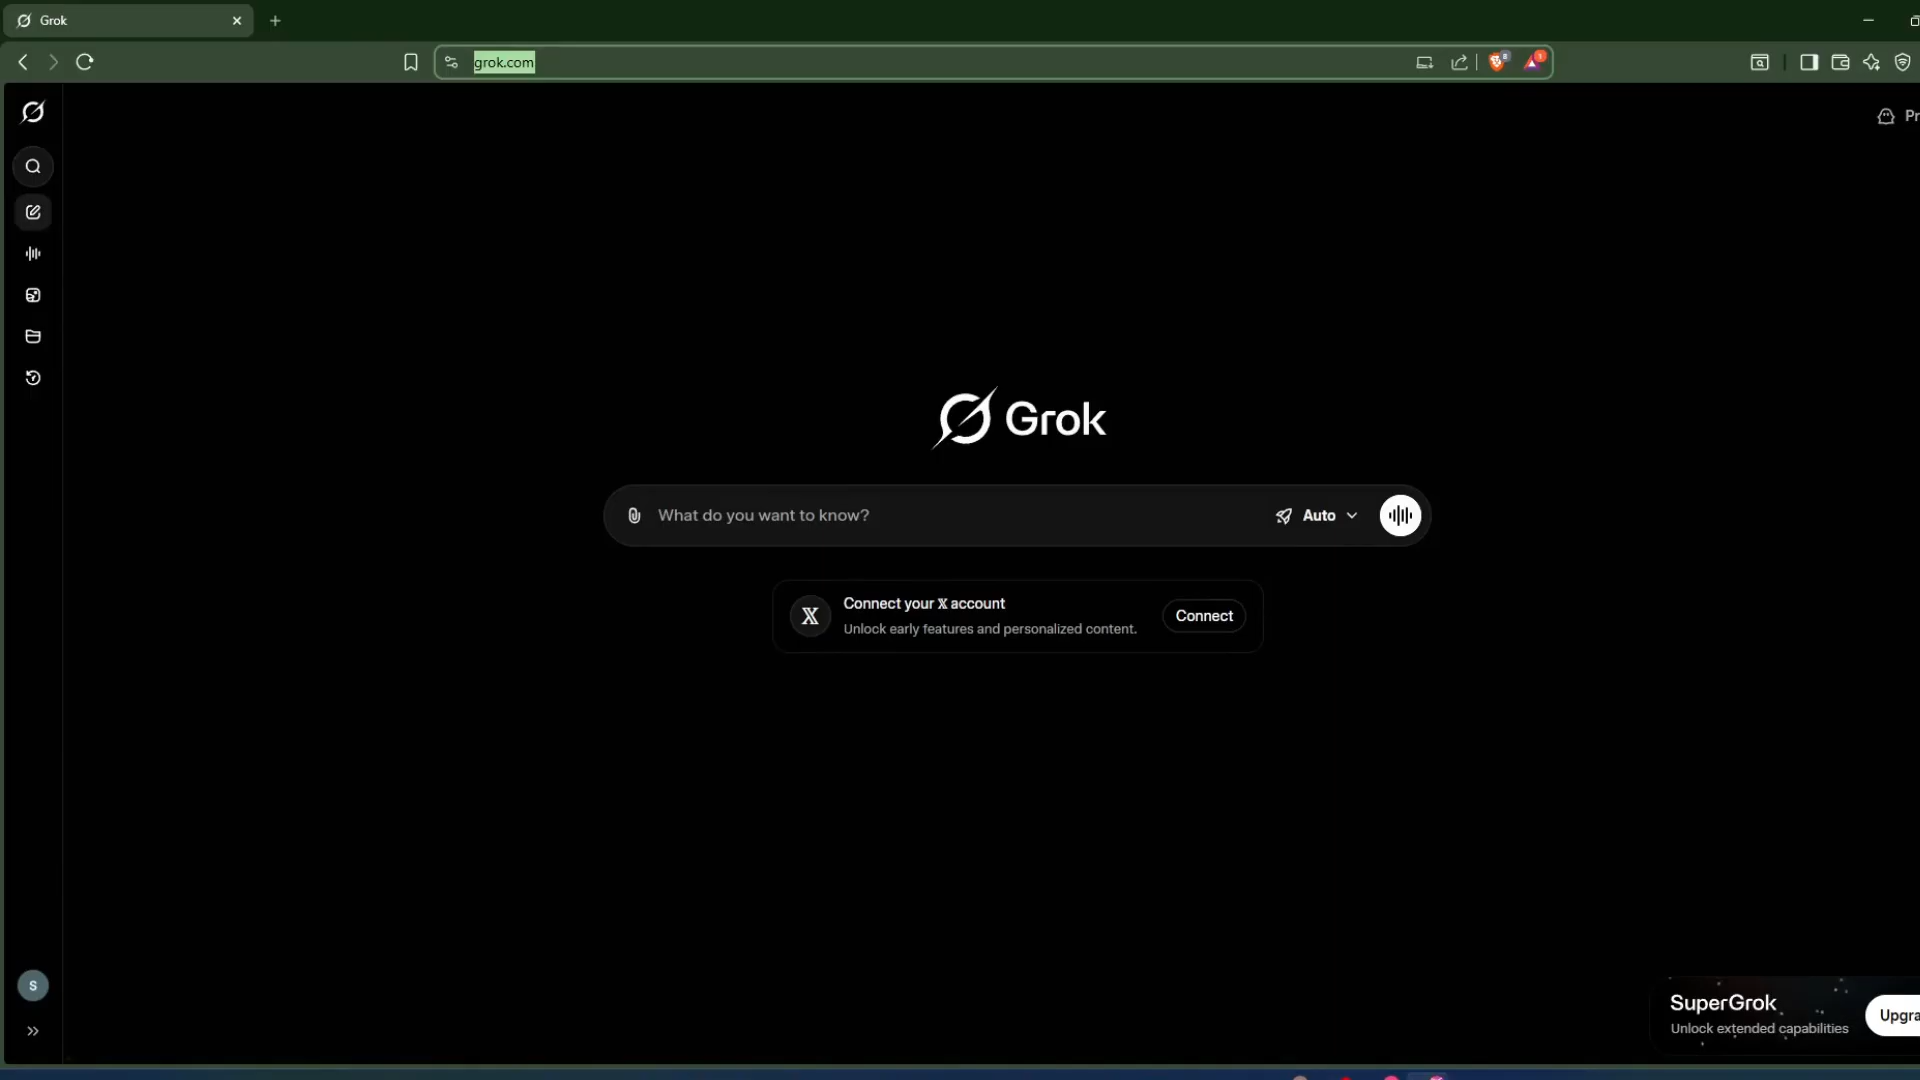 Grok
grok.com
Pr
Grok
What do you want to know?
Auto
Connect your 𝕏 account
Unlock early features and personalized content.
Connect
S
SuperGrok
Unlock extended capabilities
Upgra